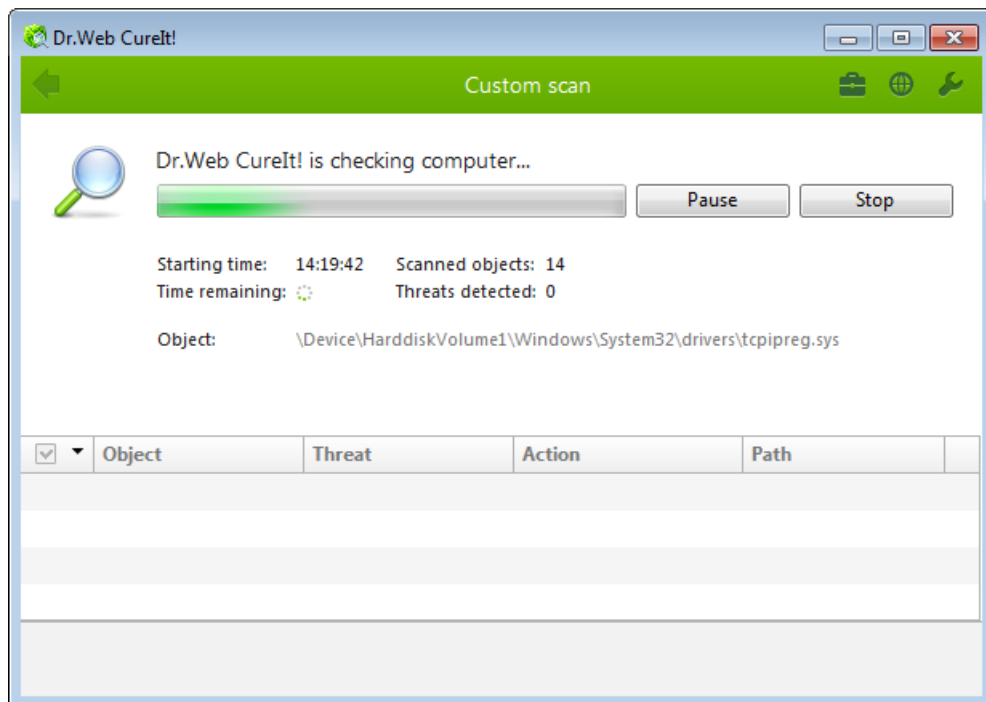 Dr.Web CureIt!
Custom scan
Dr.Web CureIt! is checking computer...
Pause
Stop
Starting time: 14:19:42 Scanned objects: 14
Time remaining: Threats detected: 0
Object: \Device\HarddiskVolume1\Windows\System32\drivers\tcpipreg.sys
Object Threat Action Path